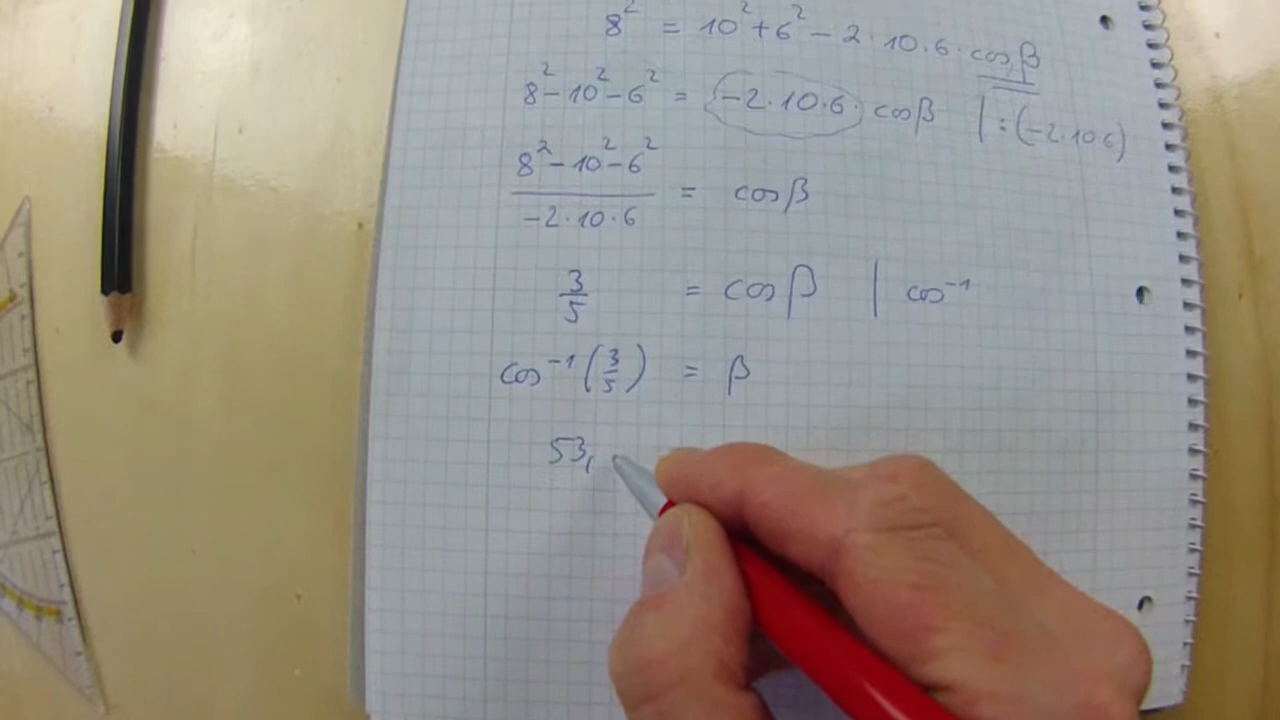 8² = 10² + 6² − 2 · 10 · 6 · cos β
8² − 10² − 6² = −2 · 10 · 6 · cos β | : (−2 · 10 6)
8² − 10² − 6² / −2 · 10 · 6 = cos β
3/5 = cos β | cos⁻¹
cos⁻¹ (3/5) = β
53,